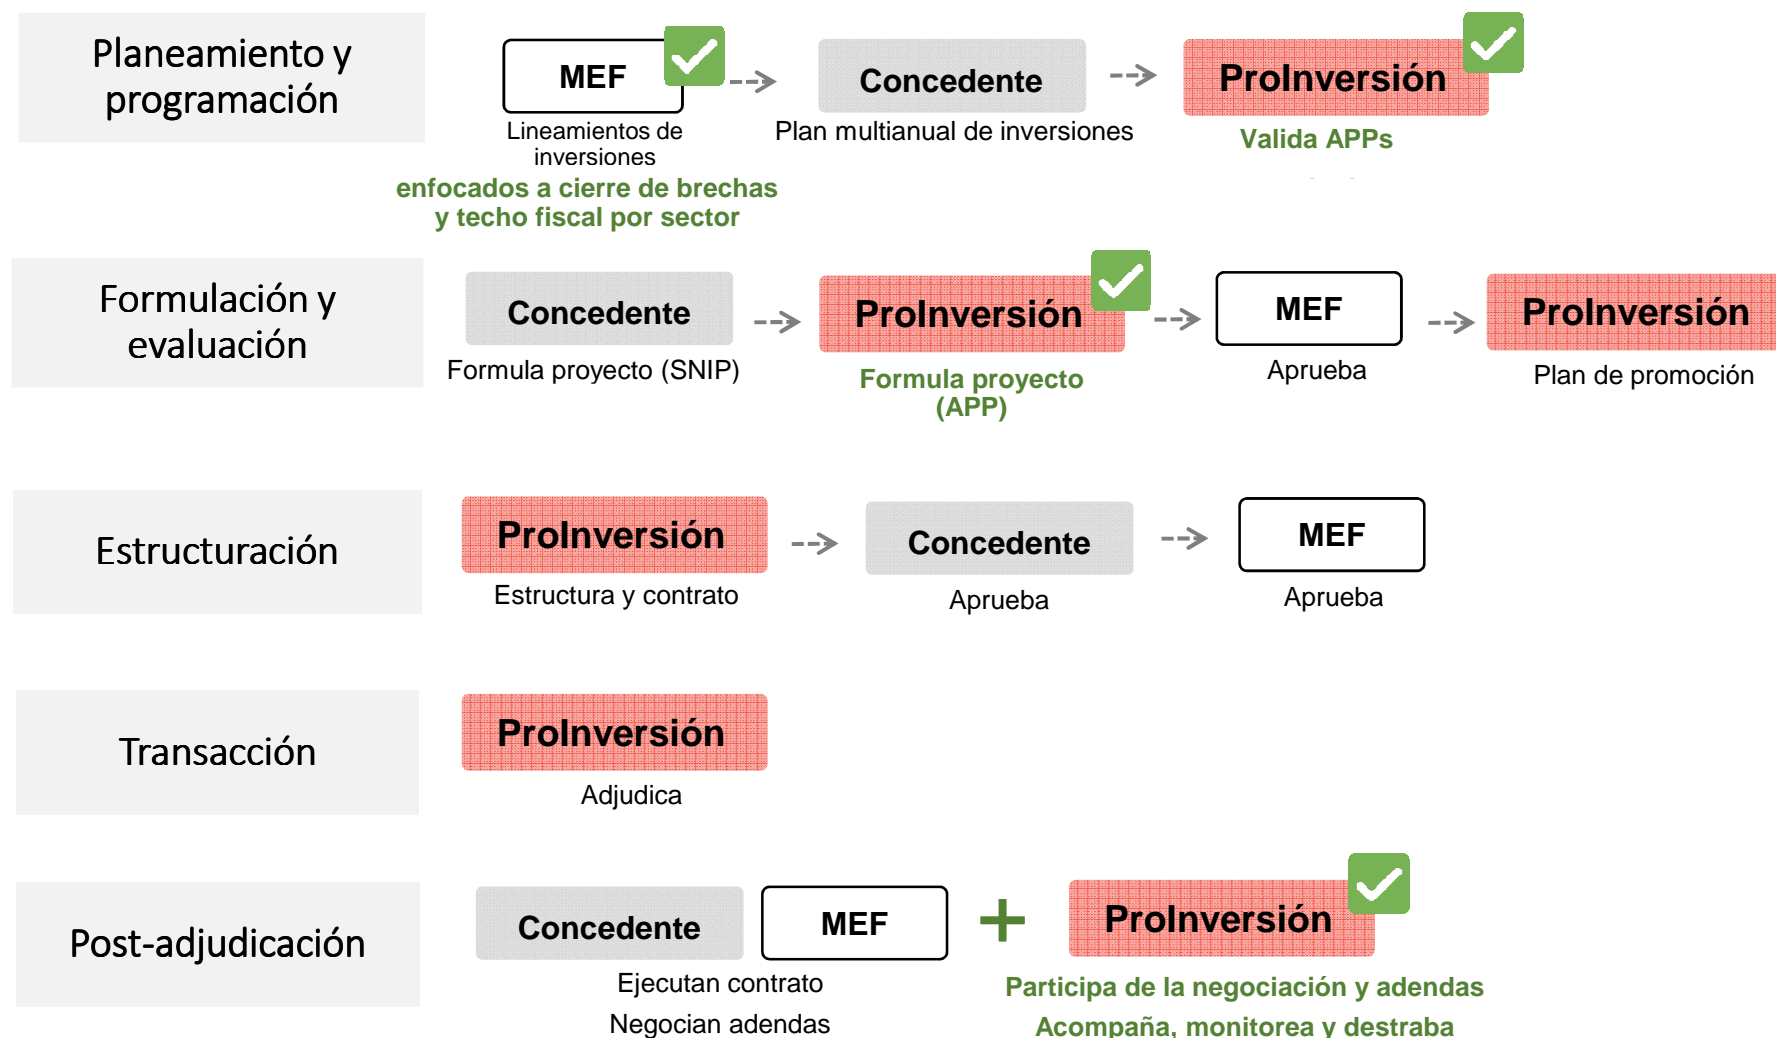 Planeamiento y
programación
MEF
Lineamientos de
inversiones
enfocados a cierre de brechas
y techo fiscal por sector
Concedente
Plan multianual de inversiones
ProInversión
Valida APPs
Formulación y
evaluación
Concedente
Formula proyecto (SNIP)
ProInversión
Formula proyecto
(APP)
MEF
Aprueba
ProInversión
Plan de promoción
Estructuración
ProInversión
Estructura y contrato
Concedente
Aprueba
MEF
Aprueba
Transacción
ProInversión
Adjudica
Post-adjudicación
Concedente
MEF
Ejecutan contrato
Negocian adendas
+
ProInversión
Participa de la negociación y adendas
Acompaña, monitorea y destraba